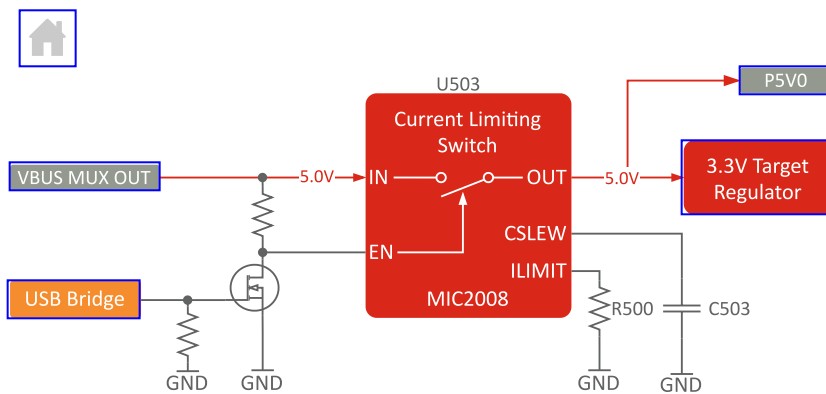 U503
P5V0
Current Limiting
Switch
VBUS MUX OUT
5.0V
IN
OUT
5.0V
3.3V Target
Regulator
CSLEW
EN
ILIMIT
USB Bridge
MIC2008
R500
C503
GND
GND
GND
GND